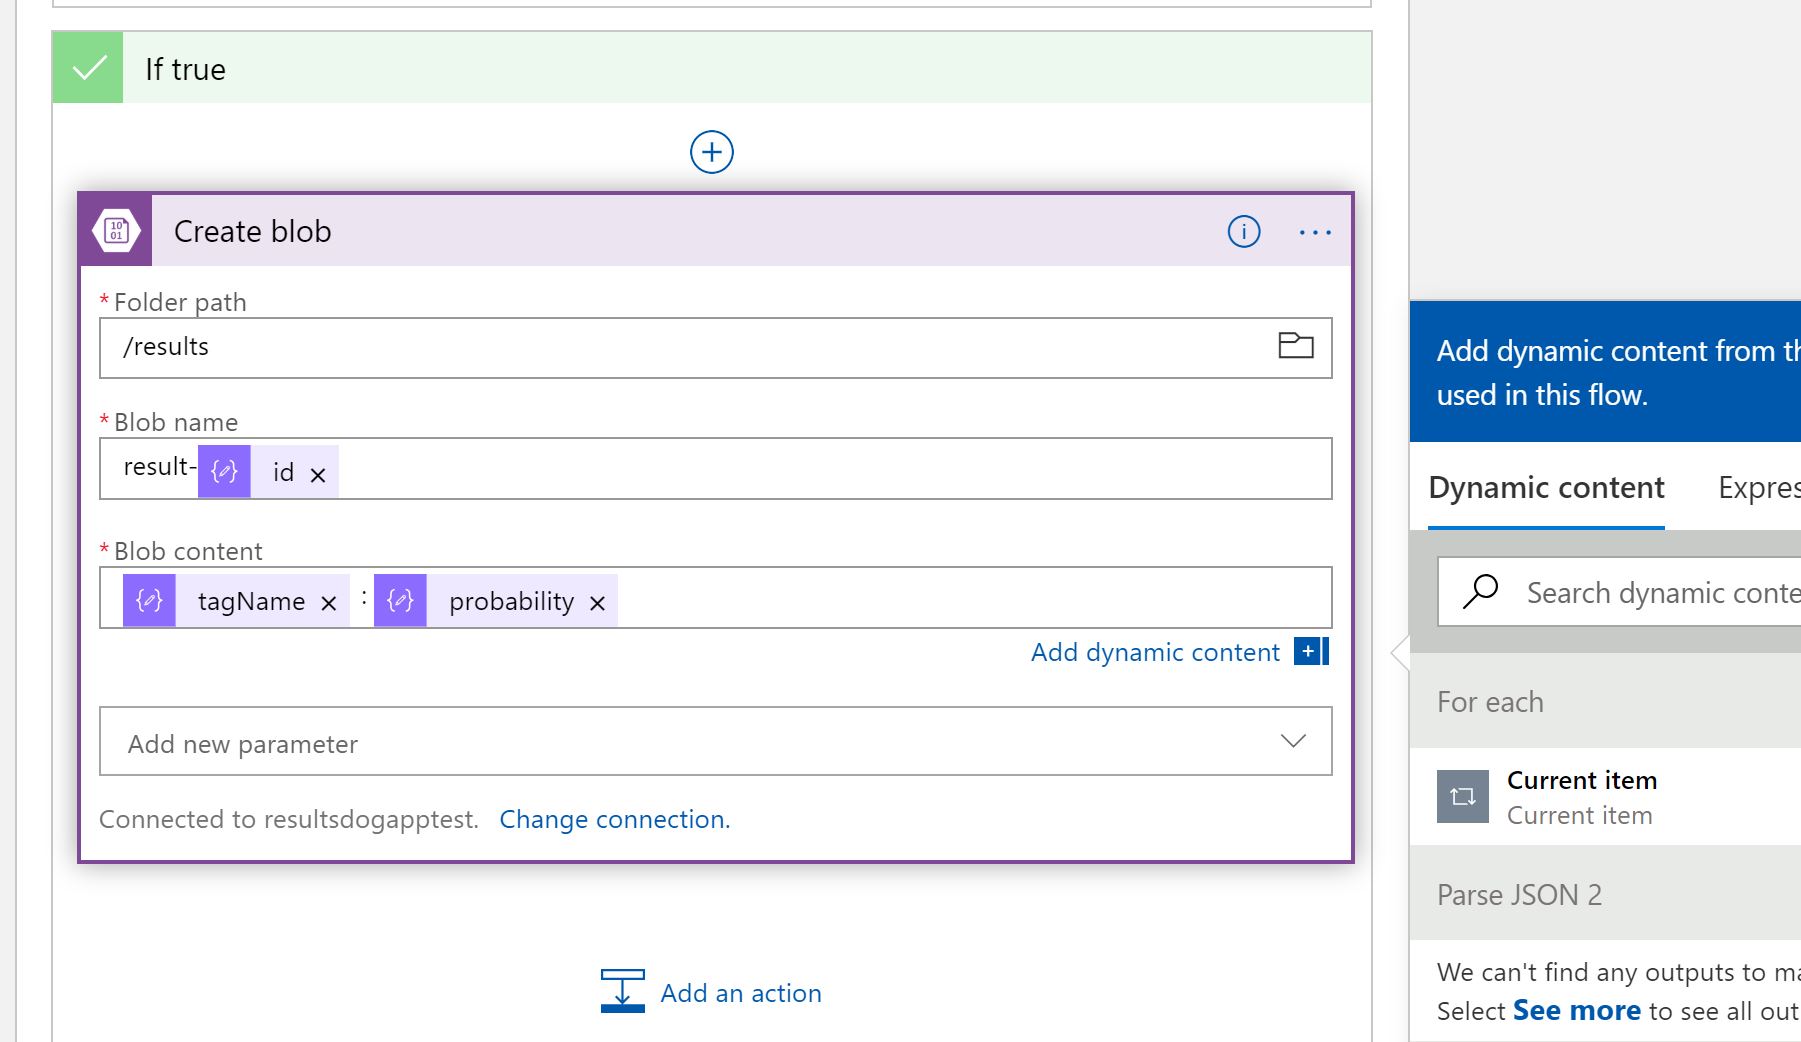 If true
Create blob
* Folder path
/results
* Blob name
result- id ×
* Blob content
tagName × : probability ×
Add dynamic content
Add new parameter
Connected to resultsdogapptest. Change connection.
Add an action
Add dynamic content from th
used in this flow.
Dynamic content Expres
Search dynamic conte
For each
Current item
Current item
Parse JSON 2
We can't find any outputs to ma
Select See more to see all out